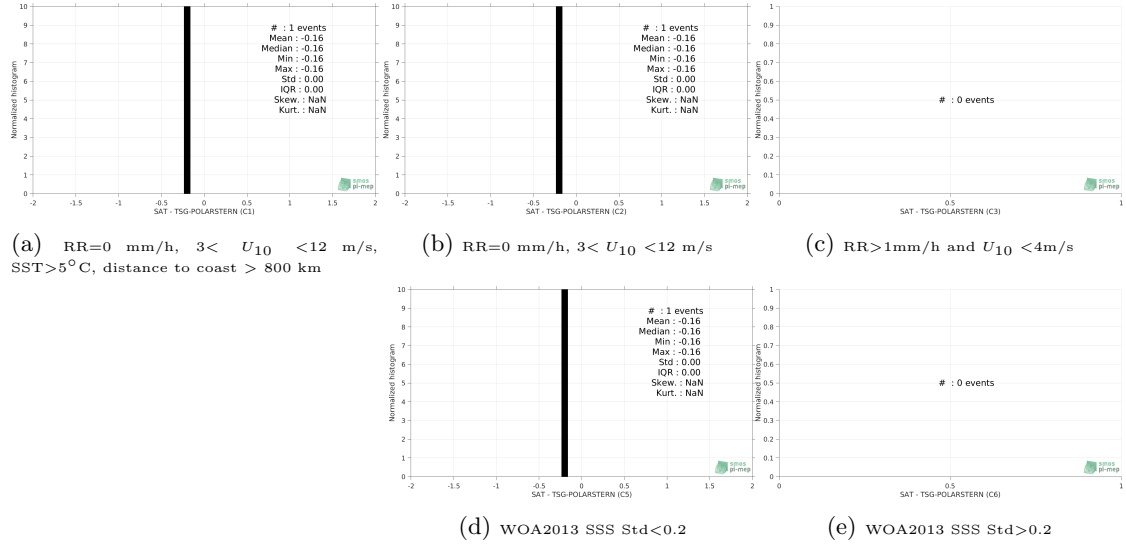 Normalized histogram
10
9
8
7
6
5
4
3
2
1
0
-2 -1.5 -1 -0.5 0 0.5 1 1.5 2
# : 1 events
Mean : -0.16
Median : -0.16
Min : -0.16
Max : -0.16
Std : 0.00
IQR : 0.00
Skew. : NaN
Kurt. : NaN
smos
pi-mep
SAT - TSG-POLARSTERN (C1)
(a) RR=0 mm/h, 3< U10 <12 m/s,
SST>5°C, distance to coast > 800 km
Normalized histogram
10
9
8
7
6
5
4
3
2
1
0
-2 -1.5 -1 -0.5 0 0.5 1 1.5 2
# : 1 events
Mean : -0.16
Median : -0.16
Min : -0.16
Max : -0.16
Std : 0.00
IQR : 0.00
Skew. : NaN
Kurt. : NaN
smos
pi-mep
SAT - TSG-POLARSTERN (C2)
(b) RR=0 mm/h, 3< U10 <12 m/s
Normalized histogram
1
0.9
0.8
0.7
0.6
0.5
0.4
0.3
0.2
0.1
0
0.5 1
# : 0 events
smos
pi-mep
SAT - TSG-POLARSTERN (C3)
(c) RR>1mm/h and U10 <4m/s
Normalized histogram
10
9
8
7
6
5
4
3
2
1
0
-2 -1.5 -1 -0.5 0 0.5 1 1.5 2
# : 1 events
Mean : -0.16
Median : -0.16
Min : -0.16
Max : -0.16
Std : 0.00
IQR : 0.00
Skew. : NaN
Kurt. : NaN
smos
pi-mep
SAT - TSG-POLARSTERN (C5)
(d) WOA2013 SSS Std<0.2
Normalized histogram
1
0.9
0.8
0.7
0.6
0.5
0.4
0.3
0.2
0.1
0
0.5 1
# : 0 events
smos
pi-mep
SAT - TSG-POLARSTERN (C6)
(e) WOA2013 SSS Std>0.2